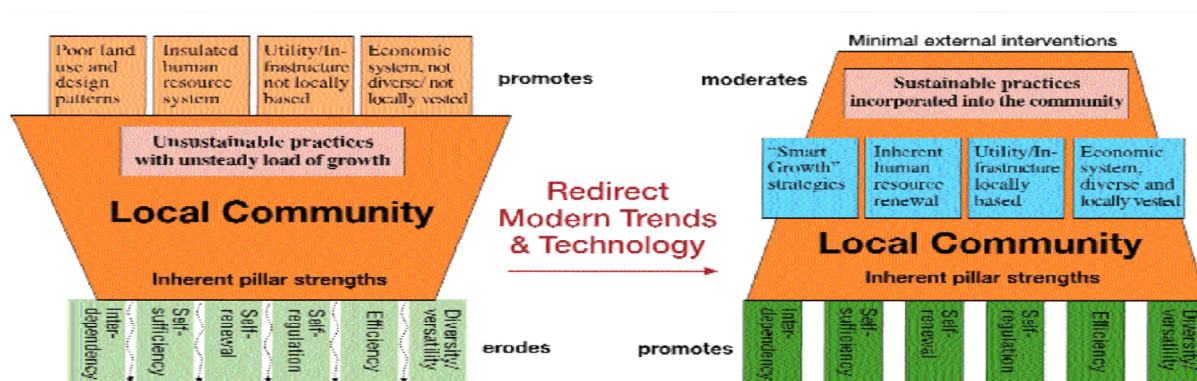 Poor land
use and
design
patterns
Insulated
human
resource
system
Utility/In-
frastructure
not locally
based
Economic
system, not
diverse/ not
locally vested
promotes
Unsustainable practices
with unsteady load of growth
Local Community
Inherent pillar strengths
Inter-
dependency
Self-
sufficiency
Self-
renewal
Self-
regulation
Efficiency
Diversity/
versatility
erodes
Redirect
Modern Trends
& Technology
Minimal external interventions
moderates
Sustainable practices
incorporated into the community
"Smart
Growth"
strategies
Inherent
human
resource
renewal
Utility/In-
frastructure
locally
based
Economic
system,
diverse and
locally vested
Local Community
Inherent pillar strengths
promotes
Inter-
dependency
Self-
sufficiency
Self-
renewal
Self-
regulation
Efficiency
Diversity/
versatility